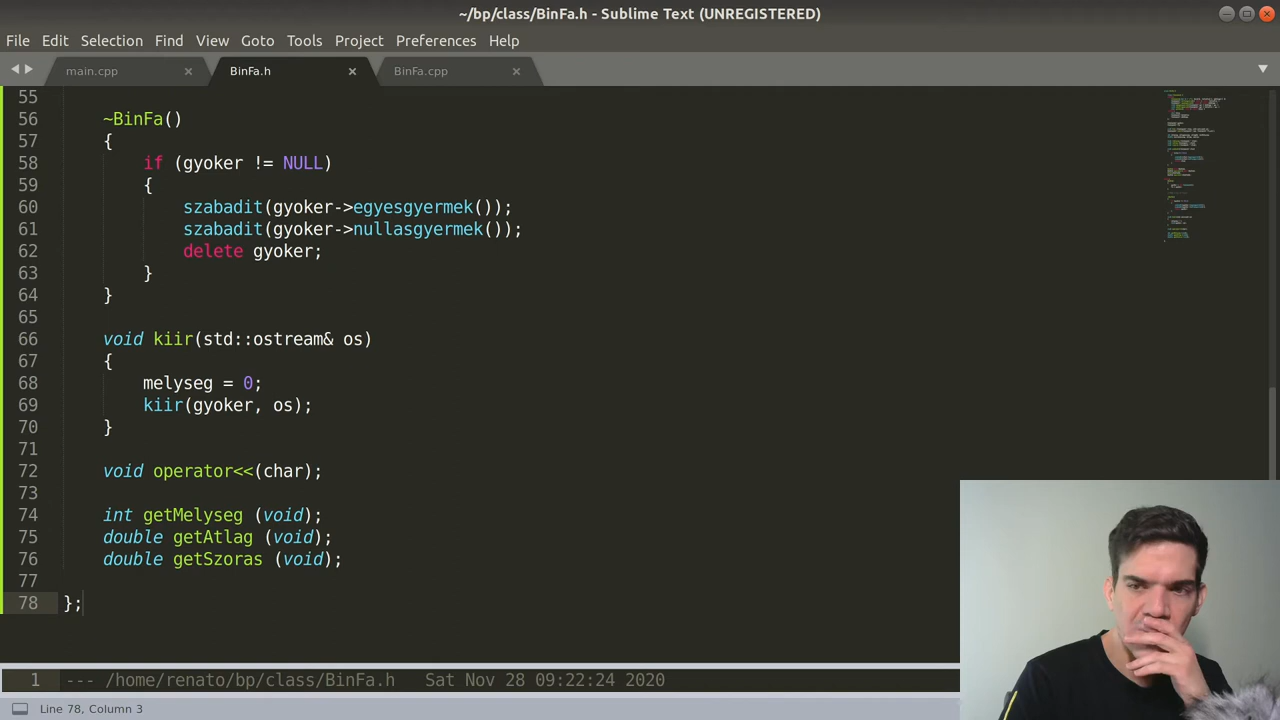 ~/bp/class/BinFa.h - Sublime Text (UNREGISTERED)
File Edit Selection Find View Goto Tools Project Preferences Help
main.cpp BinFa.h BinFa.cpp
55
56 ~BinFa()
57 {
58 if (gyoker != NULL)
59 {
60 szabadit(gyoker->egyesgyermek());
61 szabadit(gyoker->nullasgyermek());
62 delete gyoker;
63 }
64 }
65
66 void kiir(std::ostream& os)
67 {
68 melyseg = 0;
69 kiir(gyoker, os);
70 }
71
72 void operator<<(char);
73
74 int getMelyseg (void);
75 double getAtlag (void);
76 double getSzoras (void);
77
78 };
1 --- /home/renato/bp/class/BinFa.h Sat Nov 28 09:22:24 2020
Line 78, Column 3